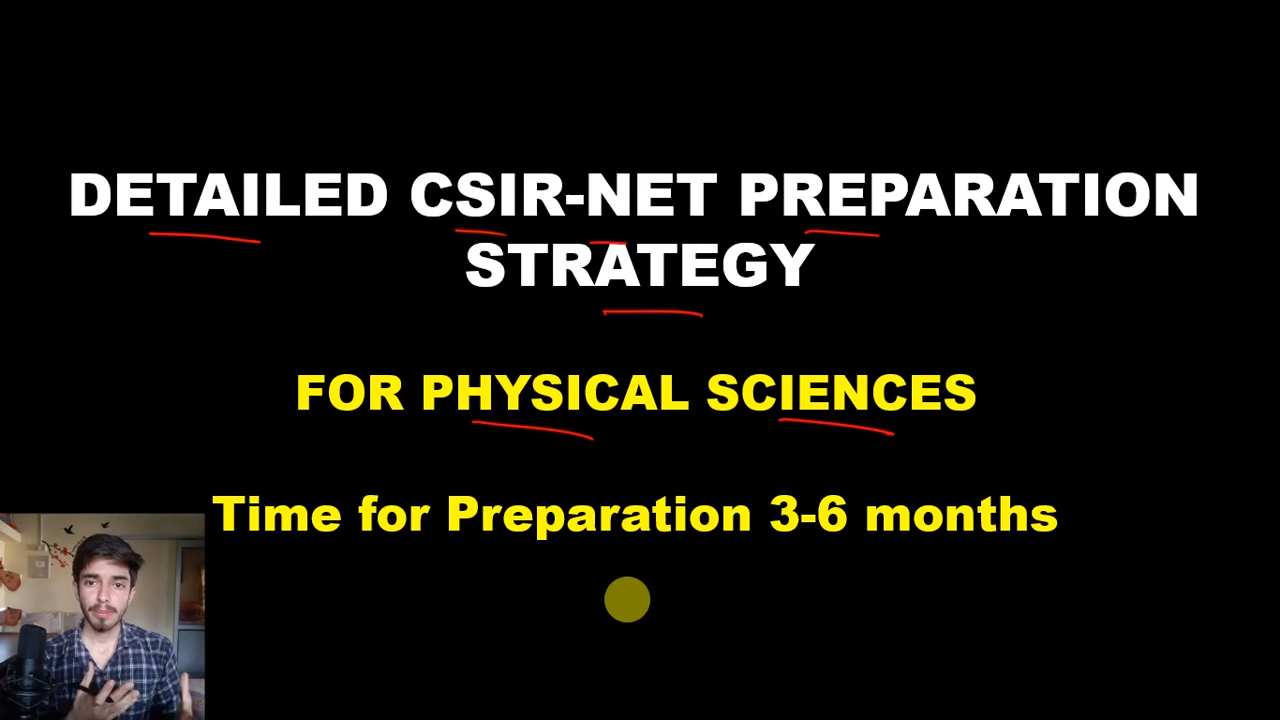 DETAILED CSIR-NET PREPARATION
STRATEGY
FOR PHYSICAL SCIENCES
Time for Preparation 3-6 months